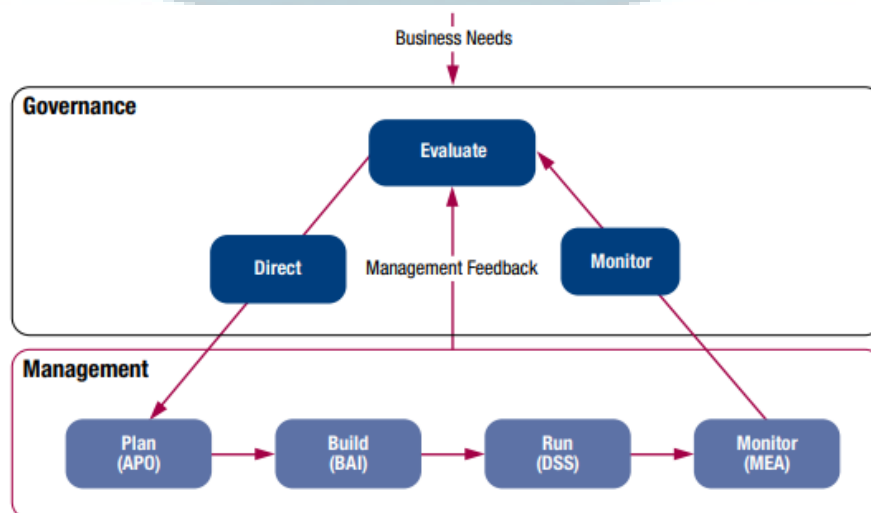 Business Needs
Governance
Evaluate
Direct
Management Feedback
Monitor
Management
Plan
(APO)
Build
(BAI)
Run
(DSS)
Monitor
(MEA)